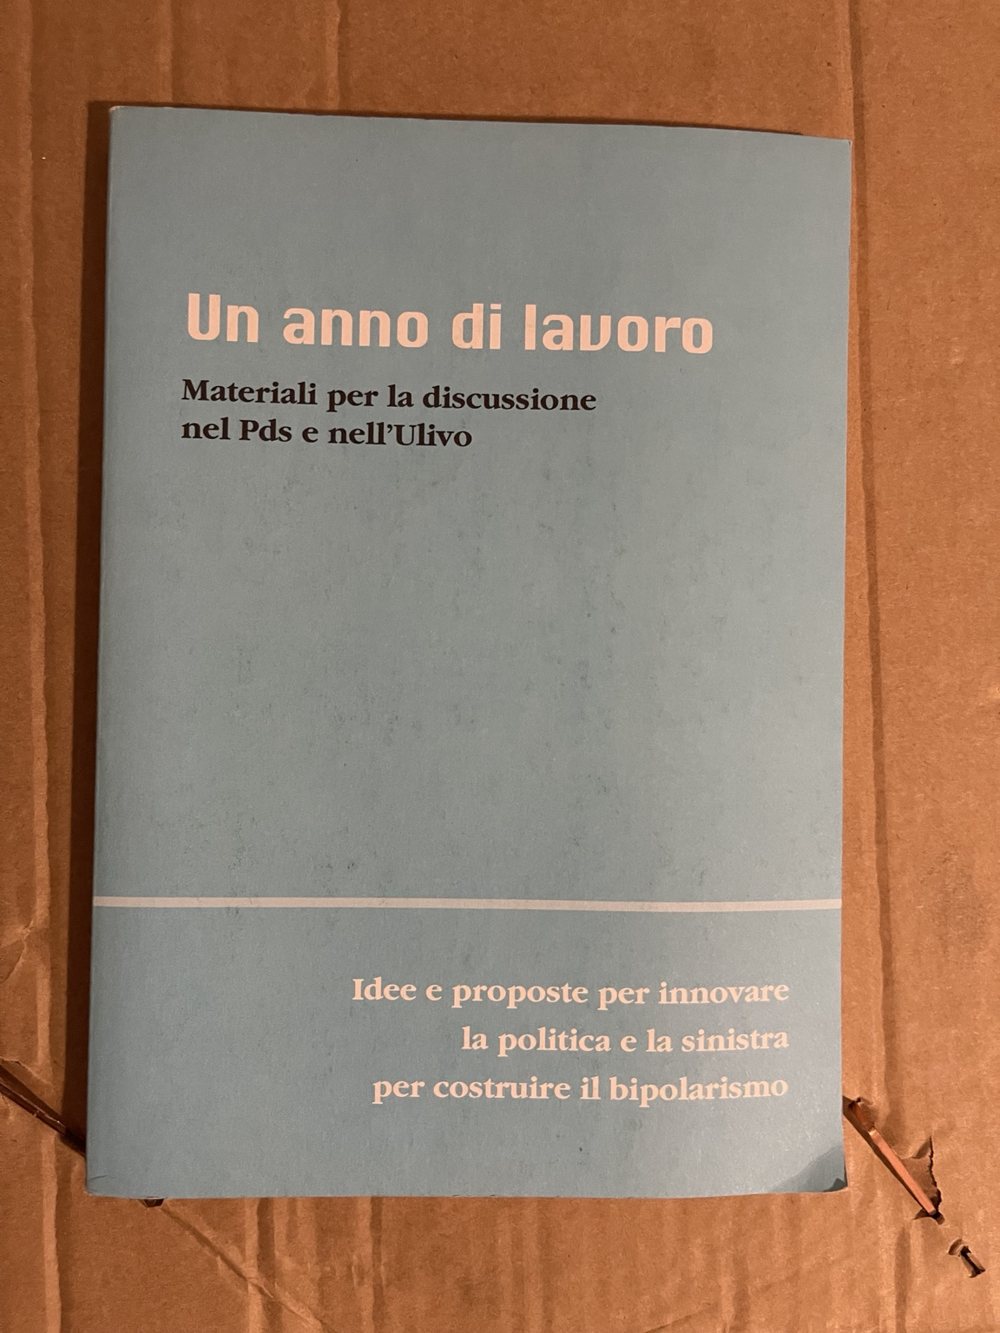 Un anno di lavoro
Materiali per la discussione
nel Pds e nell'Ulivo
Idee e proposte per innovare
la politica e la sinistra
per costruire il bipolarismo